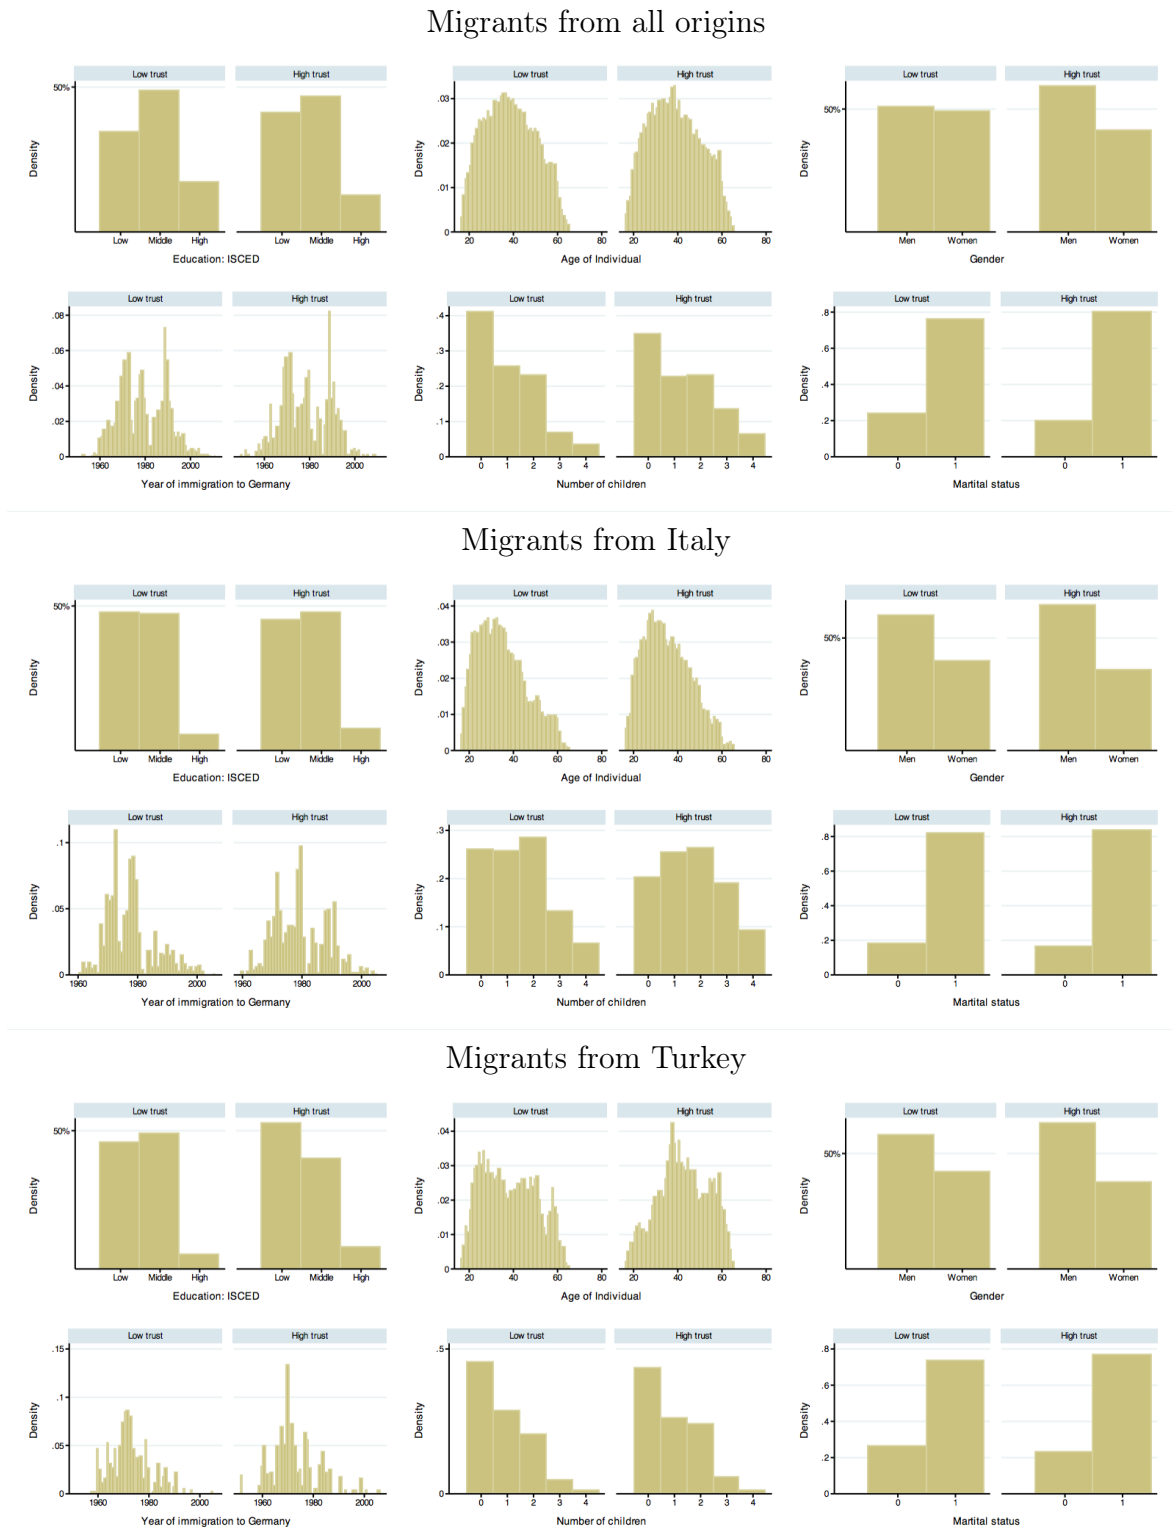 Migrants from all origins
Low trust High trust
50%
Density
Low Middle High Low Middle High
Education: ISCED
Low trust High trust
.03
.02
.01
0
Density
20 40 60 80 20 40 60 80
Age of Individual
Low trust High trust
50%
Density
Men Women Men Women
Gender
Low trust High trust
.08
.06
.04
.02
0
Density
1960 1980 2000 1960 1980 2000
Year of immigration to Germany
Low trust High trust
.4
.3
.2
.1
0
Density
0 1 2 3 4 0 1 2 3 4
Number of children
Low trust High trust
.8
.6
.4
.2
0
Density
0 1 0 1
Martital status
Migrants from Italy
Low trust High trust
50%
Density
Low Middle High Low Middle High
Education: ISCED
Low trust High trust
.04
.03
.02
.01
0
Density
20 40 60 80 20 40 60 80
Age of Individual
Low trust High trust
50%
Density
Men Women Men Women
Gender
Low trust High trust
.1
.05
0
Density
1960 1980 2000 1960 1980 2000
Year of immigration to Germany
Low trust High trust
.3
.2
.1
0
Density
0 1 2 3 4 0 1 2 3 4
Number of children
Low trust High trust
.8
.6
.4
.2
0
Density
0 1 0 1
Martital status
Migrants from Turkey
Low trust High trust
50%
Density
Low Middle High Low Middle High
Education: ISCED
Low trust High trust
.04
.03
.02
.01
0
Density
20 40 60 80 20 40 60 80
Age of Individual
Low trust High trust
50%
Density
Men Women Men Women
Gender
Low trust High trust
.15
.1
.05
0
Density
1960 1980 2000 1960 1980 2000
Year of immigration to Germany
Low trust High trust
.5
0
Density
0 1 2 3 4 0 1 2 3 4
Number of children
Low trust High trust
.8
.6
.4
.2
0
Density
0 1 0 1
Martital status